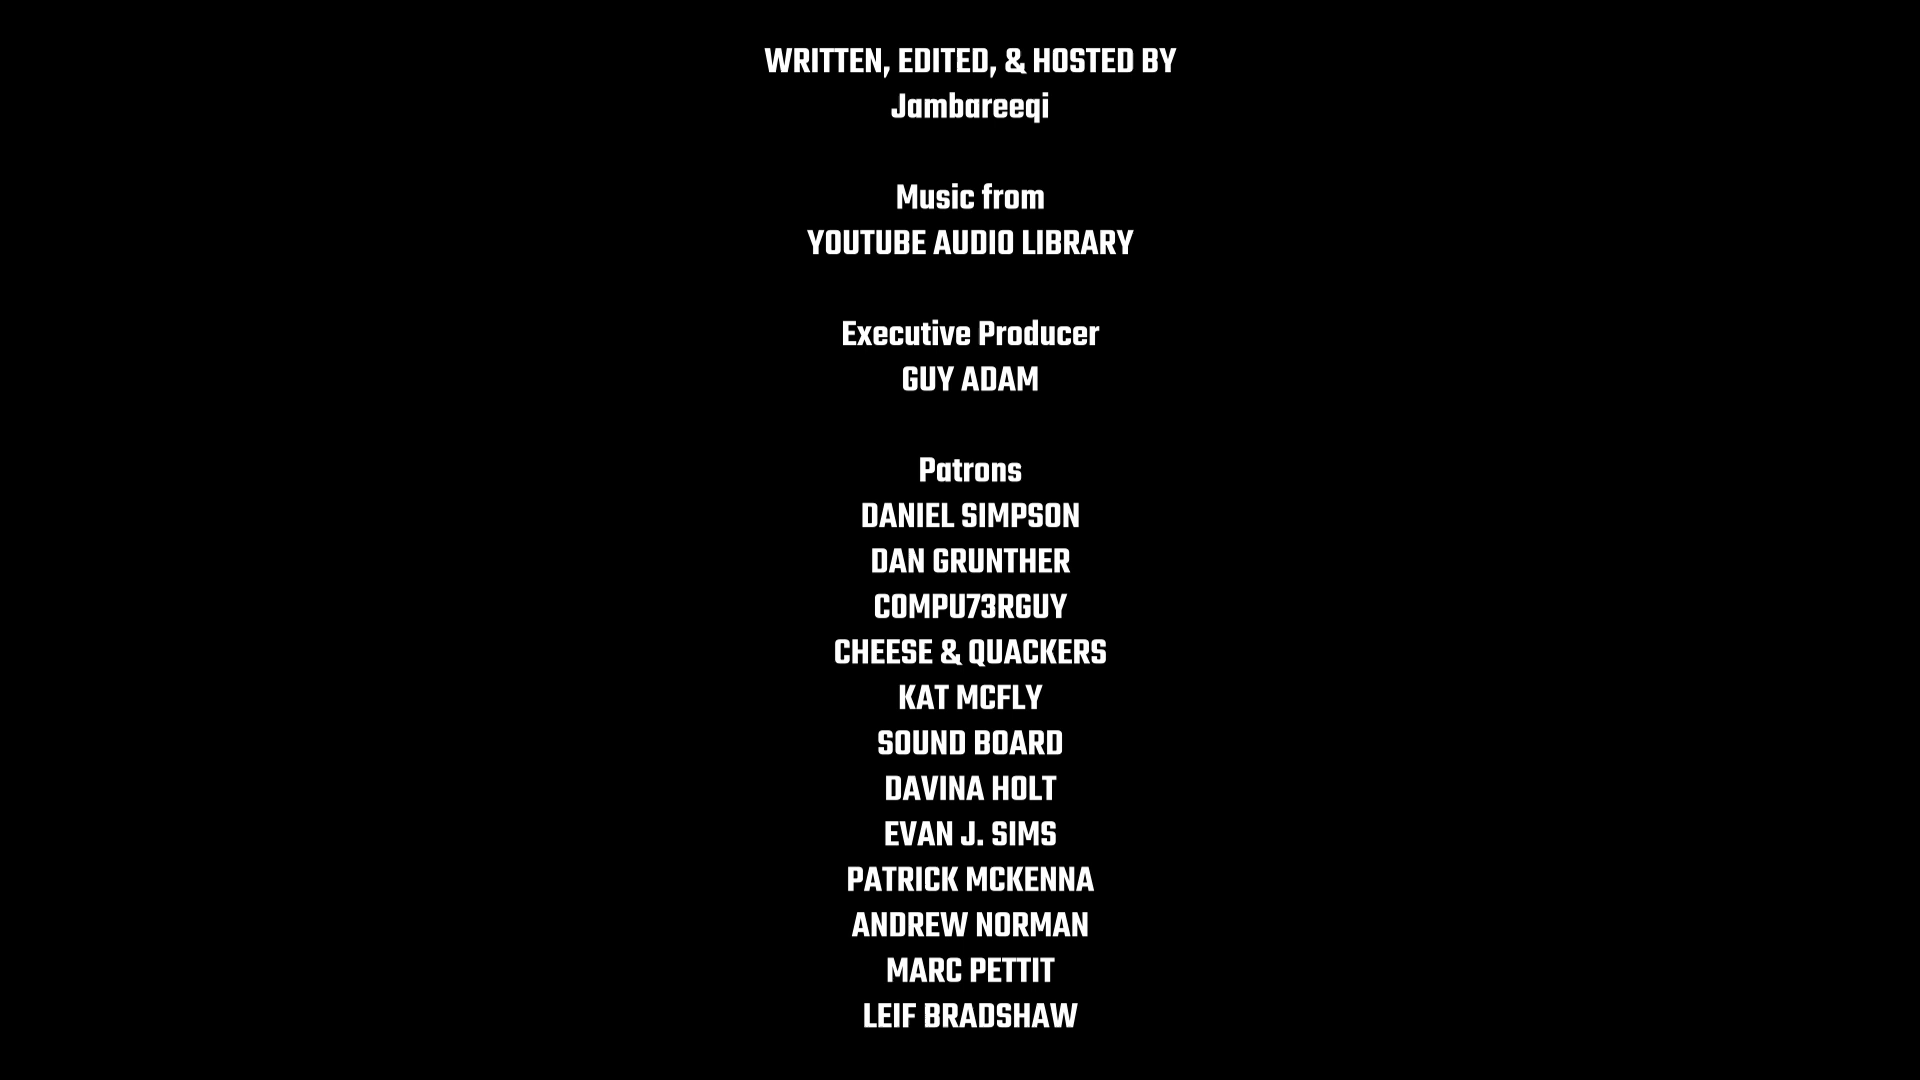 WRITTEN, EDITED, & HOSTED BY
Jambareeqi
Music from
YOUTUBE AUDIO LIBRARY
Executive Producer
GUY ADAM
Patrons
DANIEL SIMPSON
DAN GRUNTHER
COMPU73RGUY
CHEESE & QUACKERS
KAT MCFLY
SOUND BOARD
DAVINA HOLT
EVAN J. SIMS
PATRICK MCKENNA
ANDREW NORMAN
MARC PETTIT
LEIF BRADSHAW